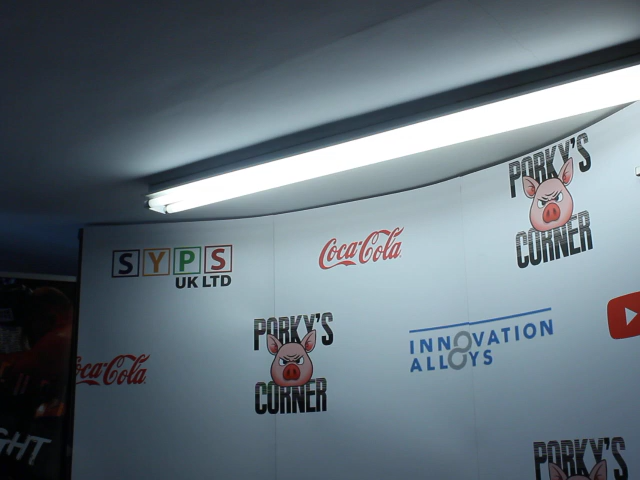 PORKY'S
CORNER
SYPS
UK LTD
Coca-Cola
PORKY'S
CORNER
INNOVATION
ALLOYS
Coca-Cola
GHT
PORKY'S